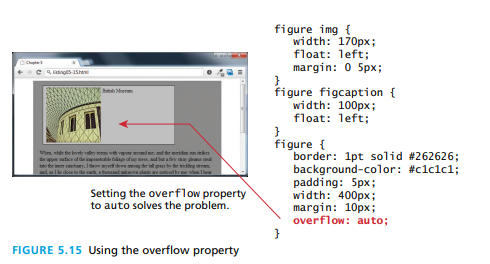 Chapter 5
listing05-15.html
British Museum
When, while the lovely valley teems with vapour around me, and the meridian sun strikes
the upper surface of the impenetrable foliage of my trees, and but a few stray gleams steal
into the inner sanctuary, I throw myself down among the tall grass by the trickling stream;
and, as I lie close to the earth, a thousand unknown plants are noticed by me: when I hear
Setting the overflow property
to auto solves the problem.
figure img {
width: 170px;
float: left;
margin: 0 5px;
}
figure figcaption {
width: 100px;
float: left;
}
figure {
border: 1pt solid #262626;
background-color: #c1c1c1;
padding: 5px;
width: 400px;
margin: 10px;
overflow: auto;
}
FIGURE 5.15 Using the overflow property